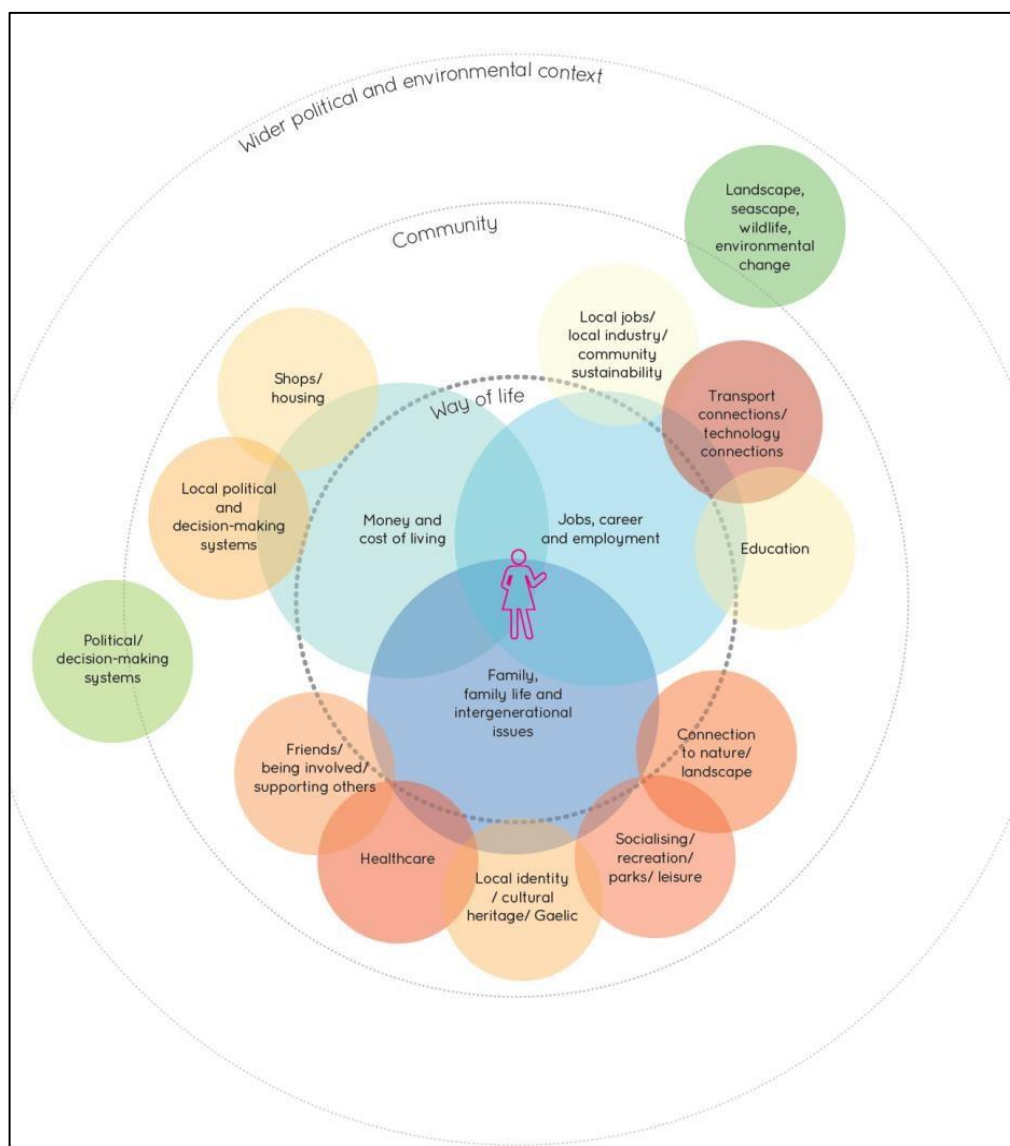 Wider political and environmental context
Landscape,
seascape,
wildlife,
environmental
change
Community
Local jobs/
local industry/
community
sustainability
Shops/
housing
Way of life
Transport
connections/
technology
connections
Local political
and
decision-making
systems
Money and
cost of living
Jobs, career
and employment
Education
Political/
decision-making
systems
Family,
family life and
intergenerational
issues
Friends/
being involved/
supporting others
Connection
to nature/
landscape
Healthcare
Local identity
/ cultural
heritage/ Gaelic
Socialising/
recreation/
parks/ leisure